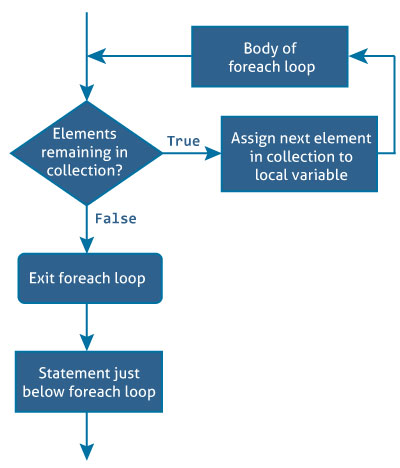 Body of
foreach loop
Elements
remaining in
collection?
True
Assign next element
in collection to
local variable
False
Exit foreach loop
Statement just
below foreach loop